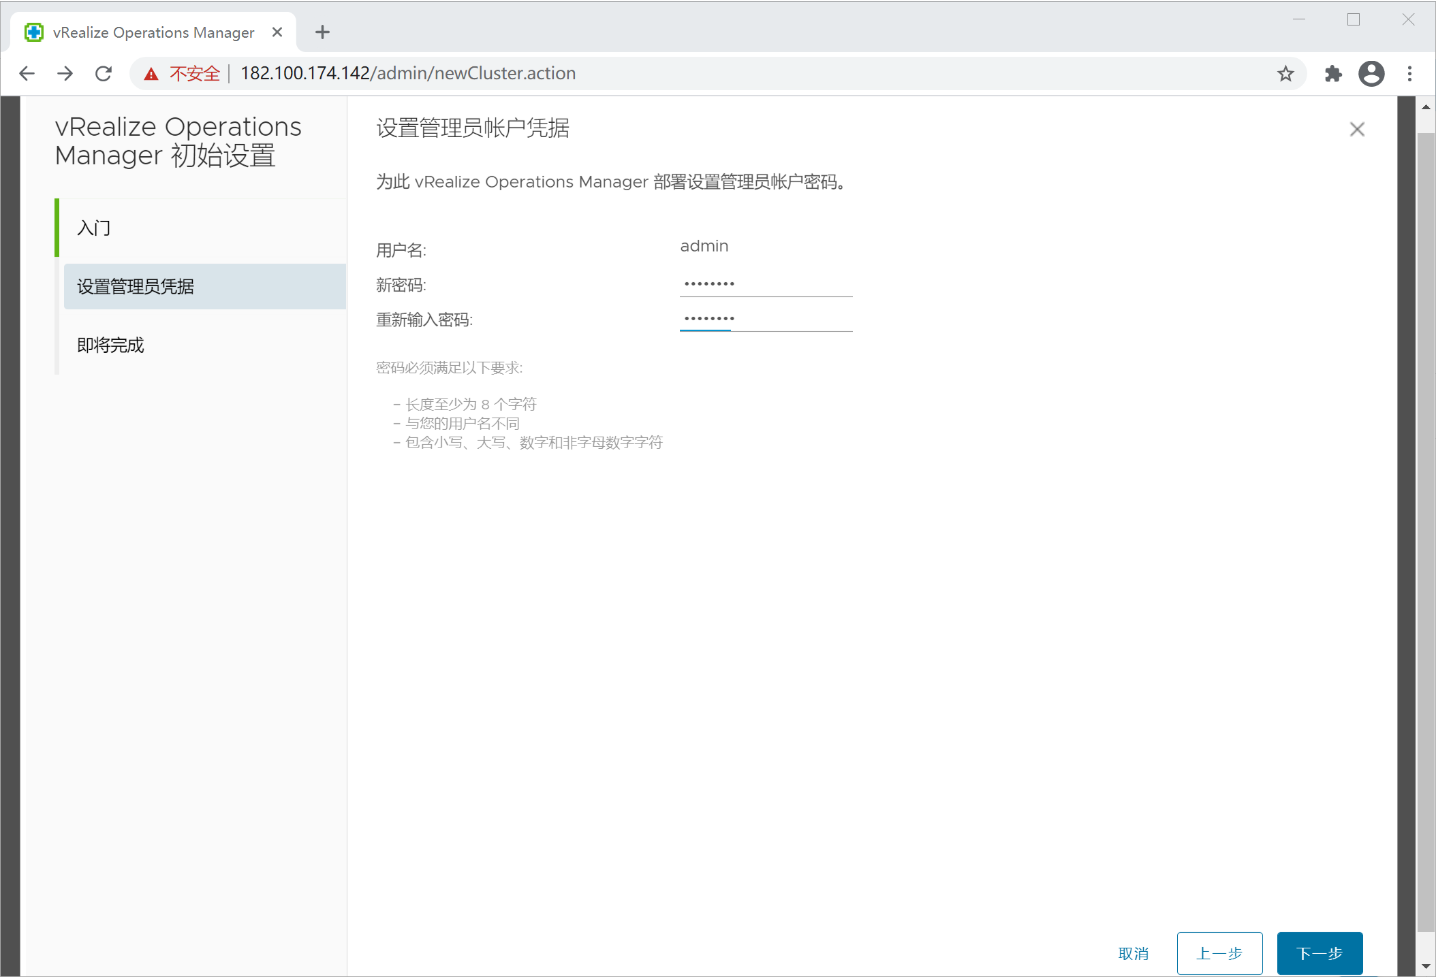 vRealize Operations Manager
不安全 | 182.100.174.142/admin/newCluster.action
vRealize Operations
Manager 初始设置
入门
设置管理员凭据
即将完成
设置管理员帐户凭据
为此 vRealize Operations Manager 部署设置管理员帐户密码。
用户名: admin
新密码: ••••••••
重新输入密码: ••••••••
密码必须满足以下要求:
- 长度至少为 8 个字符
- 与您的用户名不同
- 包含小写、大写、数字和非字母数字字符
取消 上一步 下一步